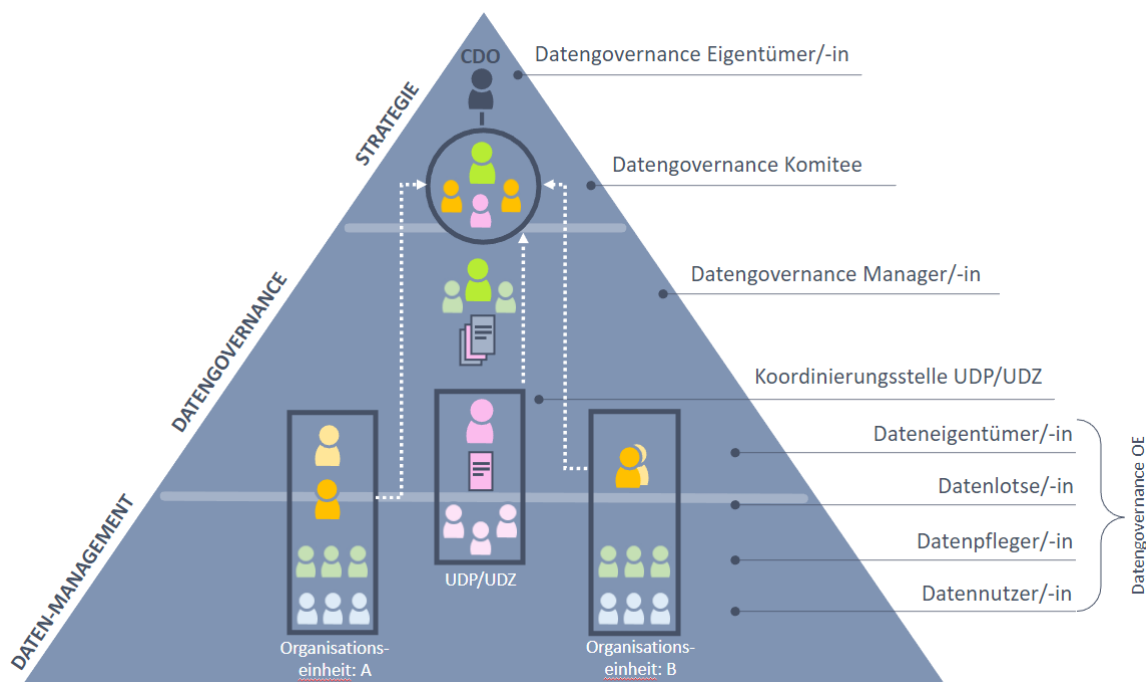 CDO
Datengovernance Eigentümer/-in
STRATEGIE
Datengovernance Komitee
Datengovernance Manager/-in
DATENGOVERNANCE
Koordinierungsstelle UDP/UDZ
Dateneigentümer/-in
Datenlotse/-in
Datenpfleger/-in
Datennutzer/-in
Datengovernance OE
DATEN-MANAGEMENT
UDP/UDZ
Organisations-
einheit: A
Organisations-
einheit: B